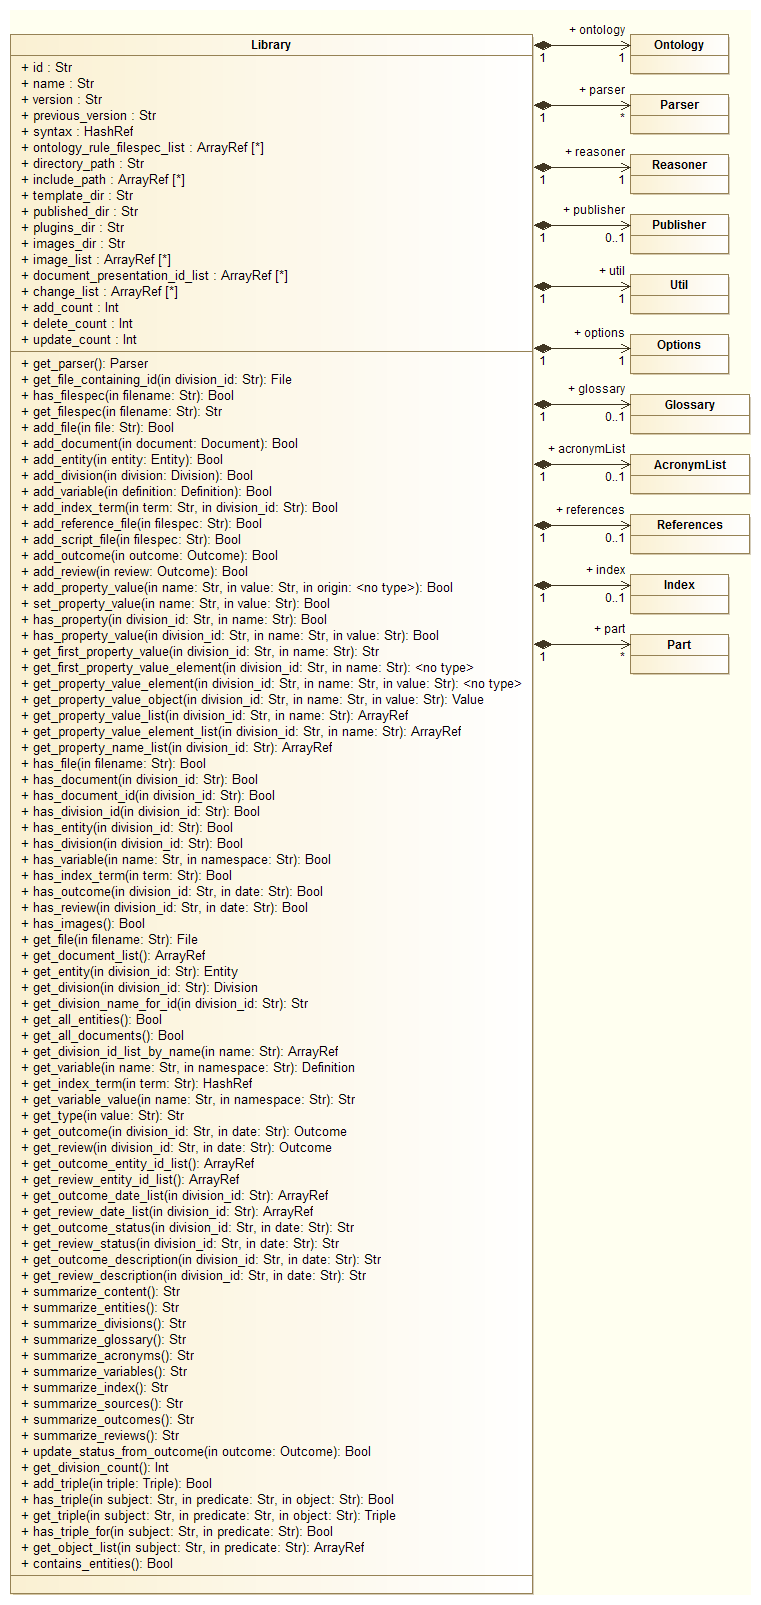 Library
+ id : Str
+ name : Str
+ version : Str
+ previous_version : Str
+ syntax : HashRef
+ ontology_rule_filespec_list : ArrayRef [*]
+ directory_path : Str
+ include_path : ArrayRef [*]
+ template_dir : Str
+ published_dir : Str
+ plugins_dir : Str
+ images_dir : Str
+ image_list : ArrayRef [*]
+ document_presentation_id_list : ArrayRef [*]
+ change_list : ArrayRef [*]
+ add_count : Int
+ delete_count : Int
+ update_count : Int
+ get_parser(): Parser
+ get_file_containing_id(in division_id: Str): File
+ has_filespec(in filename: Str): Bool
+ get_filespec(in filename: Str): Str
+ add_file(in file: Str): Bool
+ add_document(in document: Document): Bool
+ add_entity(in entity: Entity): Bool
+ add_division(in division: Division): Bool
+ add_variable(in definition: Definition): Bool
+ add_index_term(in term: Str, in division_id: Str): Bool
+ add_reference_file(in filespec: Str): Bool
+ add_script_file(in filespec: Str): Bool
+ add_outcome(in outcome: Outcome): Bool
+ add_review(in review: Outcome): Bool
+ add_property_value(in name: Str, in value: Str, in origin: <no type>): Bool
+ set_property_value(in name: Str, in value: Str): Bool
+ has_property(in division_id: Str, in name: Str): Bool
+ has_property_value(in division_id: Str, in name: Str, in value: Str): Bool
+ get_first_property_value(in division_id: Str, in name: Str): Str
+ get_first_property_value_element(in division_id: Str, in name: Str): <no type>
+ get_property_value_element(in division_id: Str, in name: Str, in value: Str): <no type>
+ get_property_value_object(in division_id: Str, in name: Str, in value: Str): Value
+ get_property_value_list(in division_id: Str, in name: Str): ArrayRef
+ get_property_value_element_list(in division_id: Str, in name: Str): ArrayRef
+ get_property_name_list(in division_id: Str): ArrayRef
+ has_file(in filename: Str): Bool
+ has_document(in division_id: Str): Bool
+ has_document_id(in division_id: Str): Bool
+ has_division_id(in division_id: Str): Bool
+ has_entity(in division_id: Str): Bool
+ has_division(in division_id: Str): Bool
+ has_variable(in name: Str, in namespace: Str): Bool
+ has_index_term(in term: Str): Bool
+ has_outcome(in division_id: Str, in date: Str): Bool
+ has_review(in division_id: Str, in date: Str): Bool
+ has_images(): Bool
+ get_file(in filename: Str): File
+ get_document_list(): ArrayRef
+ get_entity(in division_id: Str): Entity
+ get_division(in division_id: Str): Division
+ get_division_name_for_id(in division_id: Str): Str
+ get_all_entities(): Bool
+ get_all_documents(): Bool
+ get_division_id_list_by_name(in name: Str): ArrayRef
+ get_variable(in name: Str, in namespace: Str): Definition
+ get_index_term(in term: Str): HashRef
+ get_variable_value(in name: Str, in namespace: Str): Str
+ get_type(in value: Str): Str
+ get_outcome(in division_id: Str, in date: Str): Outcome
+ get_review(in division_id: Str, in date: Str): Outcome
+ get_outcome_entity_id_list(): ArrayRef
+ get_review_entity_id_list(): ArrayRef
+ get_outcome_date_list(in division_id: Str): ArrayRef
+ get_review_date_list(in division_id: Str): ArrayRef
+ get_outcome_status(in division_id: Str, in date: Str): Str
+ get_review_status(in division_id: Str, in date: Str): Str
+ get_outcome_description(in division_id: Str, in date: Str): Str
+ get_review_description(in division_id: Str, in date: Str): Str
+ summarize_content(): Str
+ summarize_entities(): Str
+ summarize_divisions(): Str
+ summarize_glossary(): Str
+ summarize_acronyms(): Str
+ summarize_variables(): Str
+ summarize_index(): Str
+ summarize_sources(): Str
+ summarize_outcomes(): Str
+ summarize_reviews(): Str
+ update_status_from_outcome(in outcome: Outcome): Bool
+ get_division_count(): Int
+ add_triple(in triple: Triple): Bool
+ has_triple(in subject: Str, in predicate: Str, in object: Str): Bool
+ get_triple(in subject: Str, in predicate: Str, in object: Str): Triple
+ has_triple_for(in subject: Str, in predicate: Str): Bool
+ get_object_list(in subject: Str, in predicate: Str): ArrayRef
+ contains_entities(): Bool
+ ontology
1 1
Ontology
+ parser
1 *
Parser
+ reasoner
1 1
Reasoner
+ publisher
1 0..1
Publisher
+ util
1 1
Util
+ options
1 1
Options
+ glossary
1 0..1
Glossary
+ acronymList
1 0..1
AcronymList
+ references
1 0..1
References
+ index
1 0..1
Index
+ part
1 *
Part